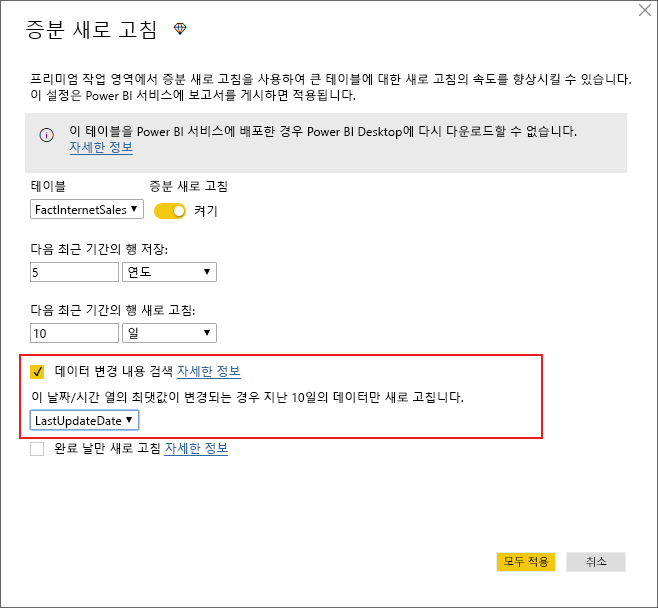 증분 새로 고침
프리미엄 작업 영역에서 증분 새로 고침을 사용하여 큰 테이블에 대한 새로 고침의 속도를 향상시킬 수 있습니다.
이 설정은 Power BI 서비스에 보고서를 게시하면 적용됩니다.
이 테이블을 Power BI 서비스에 배포한 경우 Power BI Desktop에 다시 다운로드할 수 없습니다.
자세한 정보
테이블 증분 새로 고침
FactInternetSales 켜기
다음 최근 기간의 행 저장:
5 연도
다음 최근 기간의 행 새로 고침:
10 일
데이터 변경 내용 검색 자세한 정보
이 날짜/시간 열의 최댓값이 변경되는 경우 지난 10일의 데이터만 새로 고칩니다.
LastUpdateDate
완료 날만 새로 고침 자세한 정보
모두 적용 취소